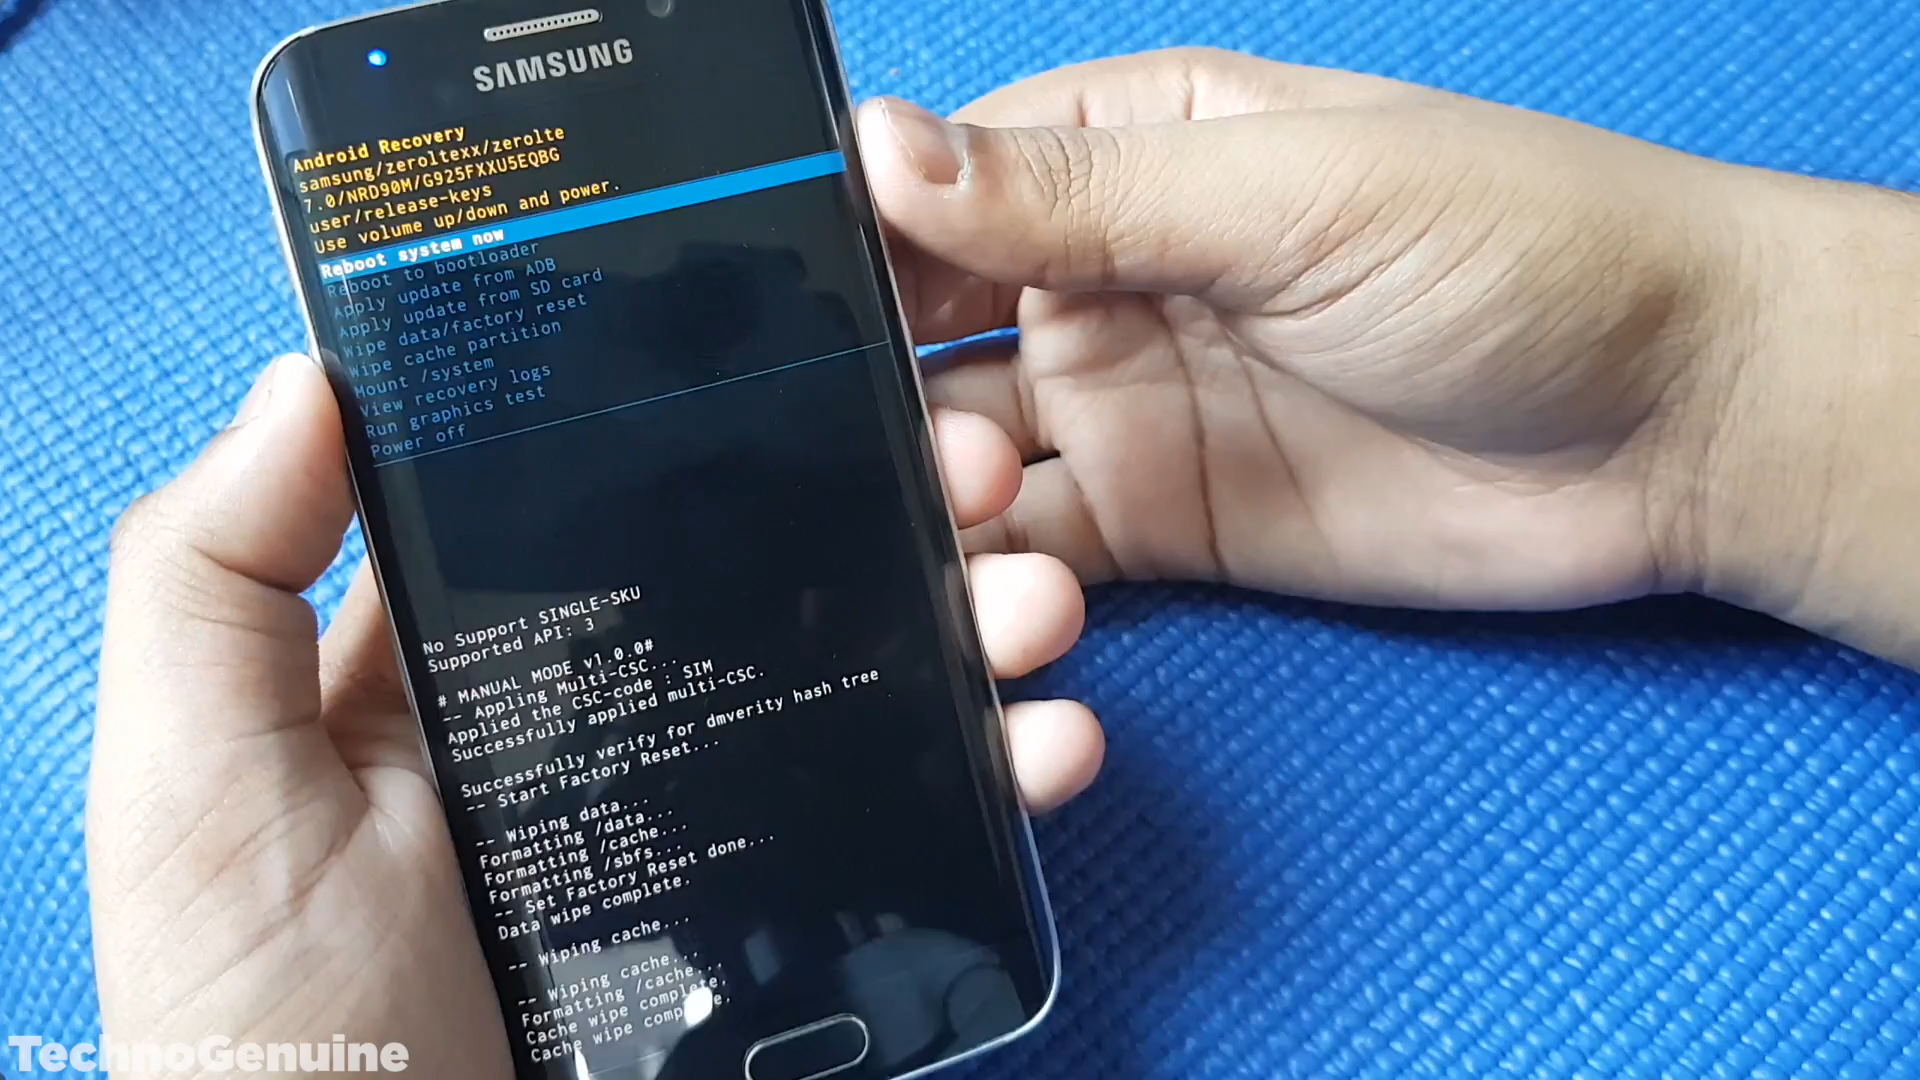 SAMSUNG
Android Recovery
samsung/zeroltexx/zerolte
7.0/NRD90M/G925FXXU5EQBG
user/release-keys
Use volume up/down and power.
Reboot system now
Reboot to bootloader
Apply update from ADB
Apply update from SD card
Wipe data/factory reset
Wipe cache partition
Mount /system
View recovery logs
Run graphics test
Power off
No Support SINGLE-SKU
Supported API: 3
# MANUAL MODE v1.0.0#
-- Appling Multi-CSC...
Applied the CSC-code : SIM
Successfully applied multi-CSC.
Successfully verify for dmverity hash tree
-- Start Factory Reset...
-- Wiping data...
Formatting /data...
Formatting /cache...
Formatting /sbfs...
-- Set Factory Reset done...
Data wipe complete.
-- Wiping cache...
-- Wiping cache...
Formatting /cache...
Cache wipe complete.
Cache wipe complete.
TechnoGenuine